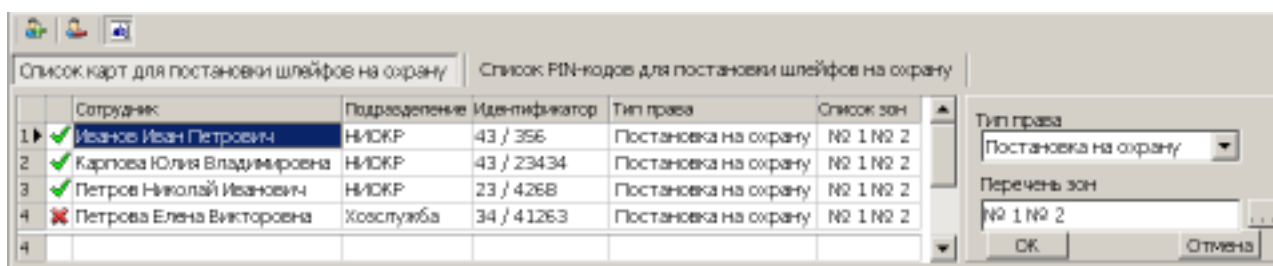 Список карт для постановки шлейфов на охрану Список PIN-кодов для постановки шлейфов на охрану
Сотрудник Подразделение Идентификатор Тип права Список зон
1 Иванов Иван Петрович НИОКР 43 / 356 Постановка на охрану № 1 № 2
2 Карпова Юлия Владимировна НИОКР 43 / 23434 Постановка на охрану № 1 № 2
3 Петров Николай Иванович НИОКР 23 / 4268 Постановка на охрану № 1 № 2
4 Петрова Елена Викторовна Хозслужба 34 / 41263 Постановка на охрану № 1 № 2
4
Тип права
Постановка на охрану
Перечень зон
№ 1 № 2 ...
ОК Отмена